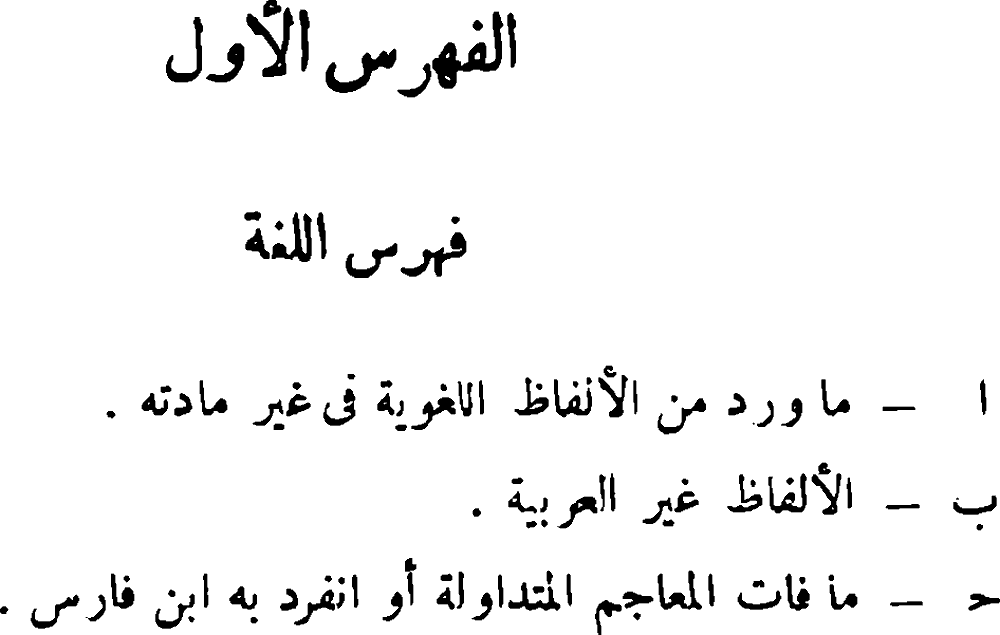 الفهرس الأول
فهرس اللغة
ا – ما ورد من الألفاظ اللغوية فى غير مادته .
ب – الألفاظ غير العربية .
ح – ما فات المعاجم المتداولة أو انفرد به ابن فارس .